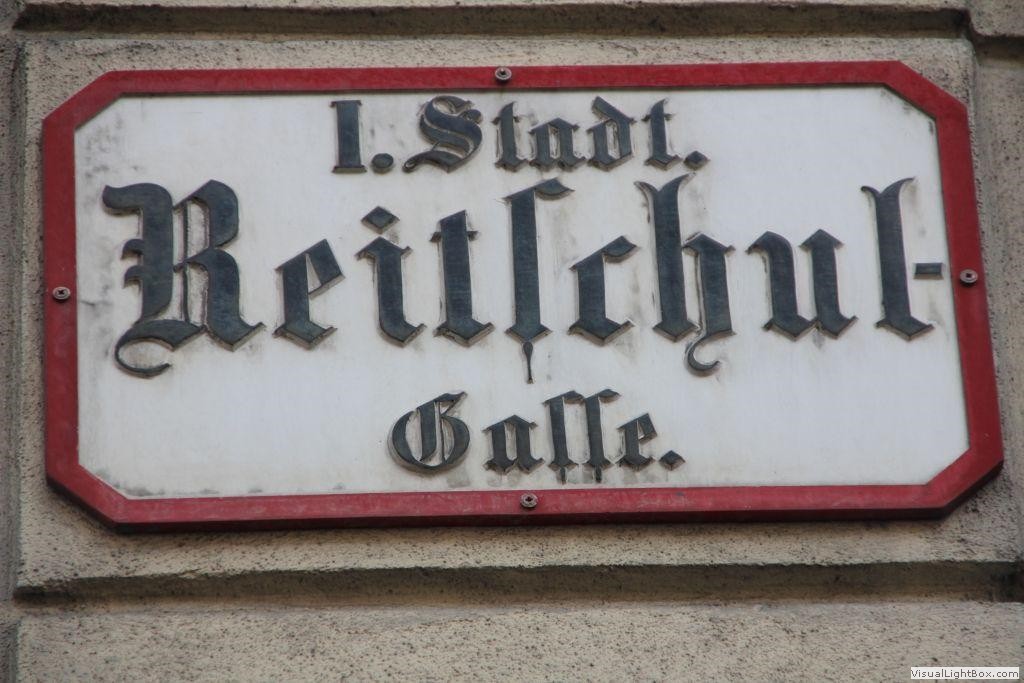 I. Stadt.
Reitſchul-
Gaſſe.
VisualLightBox.com